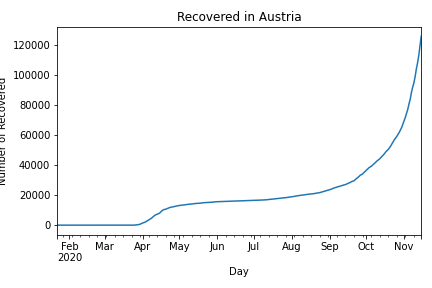 Recovered in Austria
120000
100000
80000
60000
40000
20000
0
Number of Recovered
Feb Mar Apr May Jun Jul Aug Sep Oct Nov
2020
Day